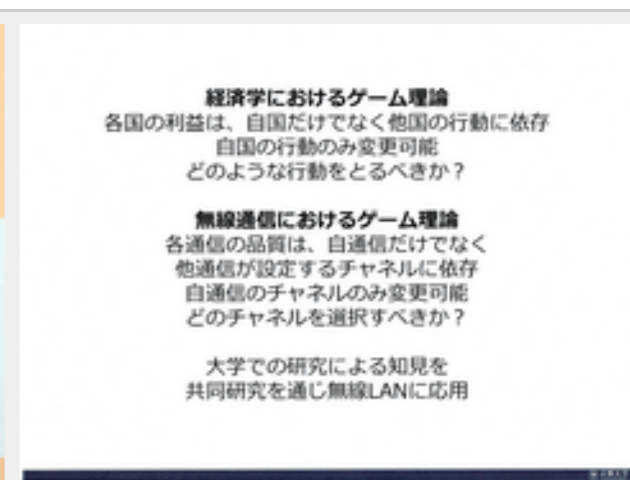 経済学におけるゲーム理論
各国の利益は、自国だけでなく他国の行動に依存
自国の行動のみ変更可能
どのような行動をとるべきか？
無線通信におけるゲーム理論
各通信の品質は、自通信だけでなく
他通信が設定するチャネルに依存
自通信のチャネルのみ変更可能
どのチャネルを選択すべきか？
大学での研究による知見を
共同研究を通じ無線LANに応用